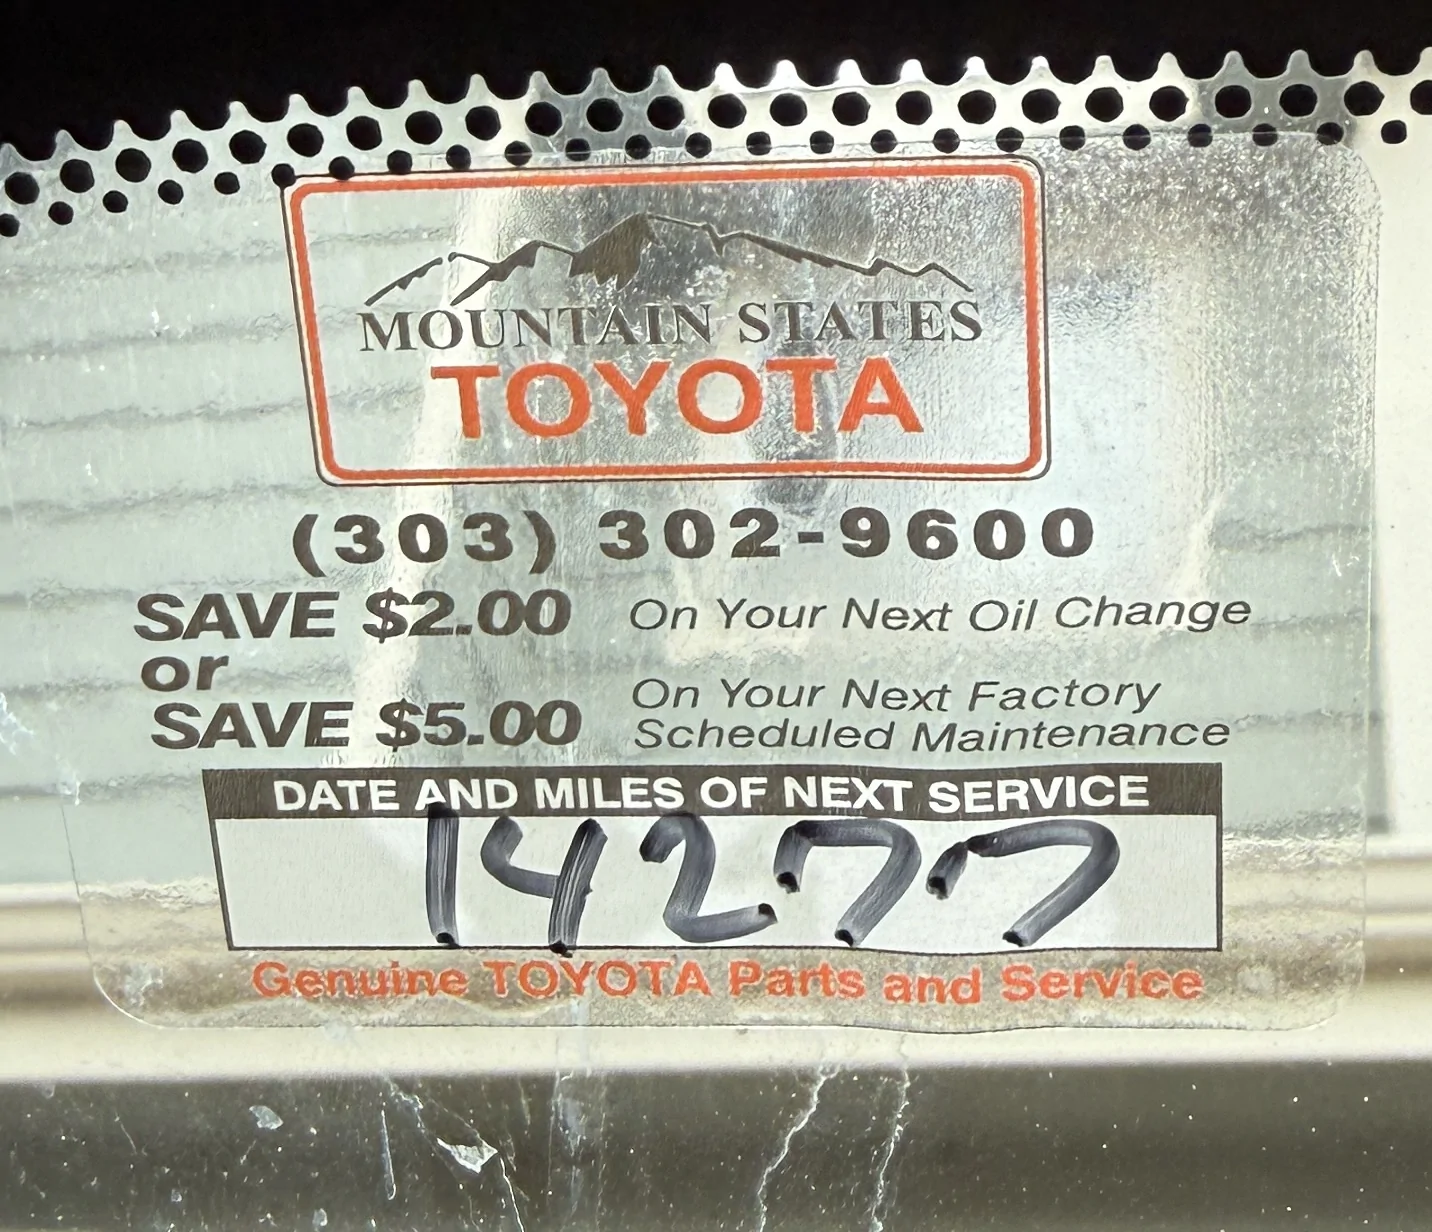 MOUNTAIN STATES
TOYOTA
(303) 302-9600
SAVE $2.00 On Your Next Oil Change
or
SAVE $5.00 On Your Next Factory
Scheduled Maintenance
DATE AND MILES OF NEXT SERVICE
14277
Genuine TOYOTA Parts and Service